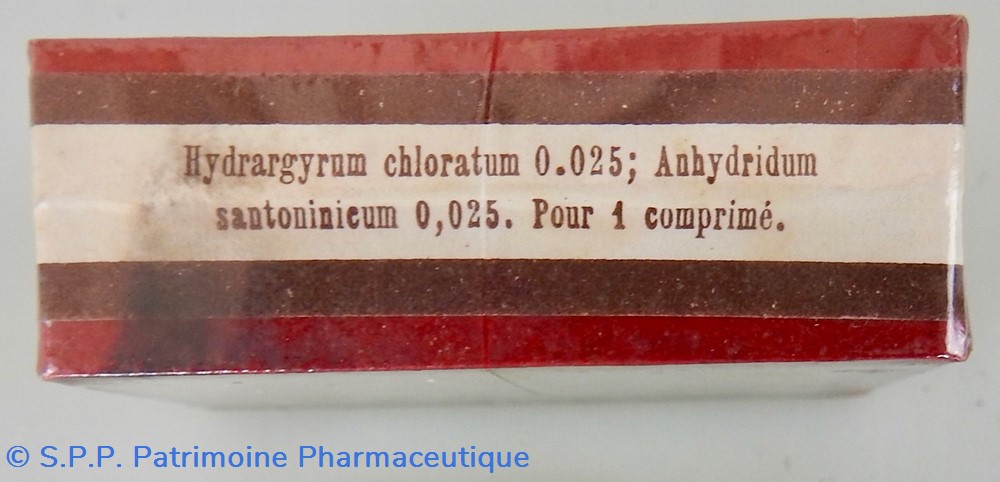 Hydrargyrum chloratum 0.025; Anhydridum
santoninicum 0,025. Pour 1 comprimé.
© S.P.P. Patrimoine Pharmaceutique